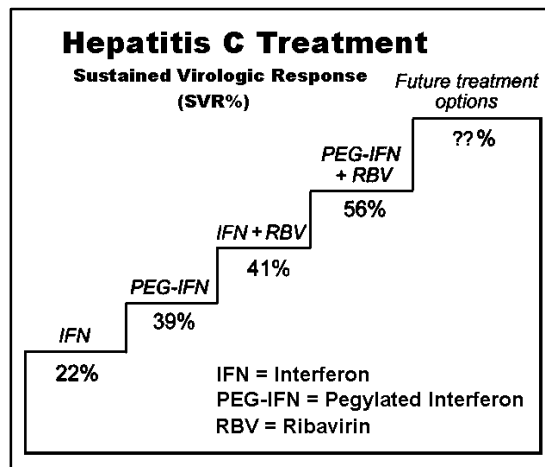 Hepatitis C Treatment
Sustained Virologic Response
(SVR%)
Future treatment
options
??%
PEG-IFN
+ RBV
56%
IFN + RBV
41%
PEG-IFN
39%
IFN
22%
IFN = Interferon
PEG-IFN = Pegylated Interferon
RBV = Ribavirin